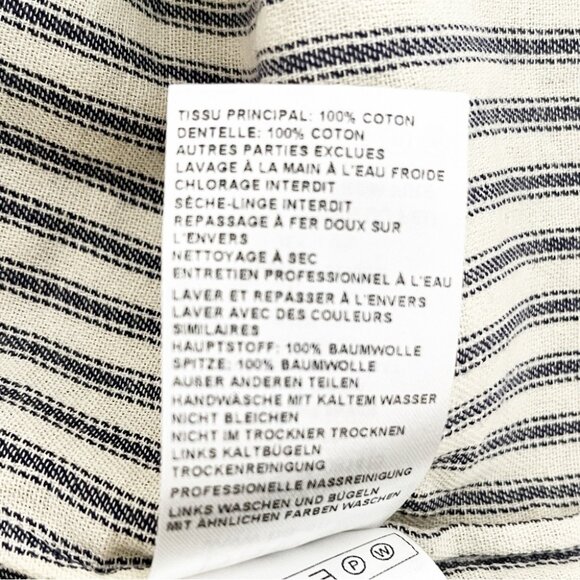 TISSU PRINCIPAL: 100% COTON
DENTELLE: 100% COTON
AUTRES PARTIES EXCLUES
LAVAGE À LA MAIN À L'EAU FROIDE
CHLORAGE INTERDIT
SÈCHE-LINGE INTERDIT
REPASSAGE À FER DOUX SUR
L'ENVERS
NETTOYAGE À SEC
ENTRETIEN PROFESSIONNEL À L'EAU
LAVER ET REPASSER À L'ENVERS
LAVER AVEC DES COULEURS
SIMILAIRES
HAUPTSTOFF: 100% BAUMWOLLE
SPITZE: 100% BAUMWOLLE
AUßER ANDEREN TEILEN
HANDWÄSCHE MIT KALTEM WASSER
NICHT BLEICHEN
NICHT IM TROCKNER TROCKNEN
LINKS KALTBÜGELN
TROCKENREINIGUNG
PROFESSIONELLE NASSREINIGUNG
LINKS WASCHEN UND BÜGELN
MIT ÄHNLICHEN FARBEN WASCHEN
P W